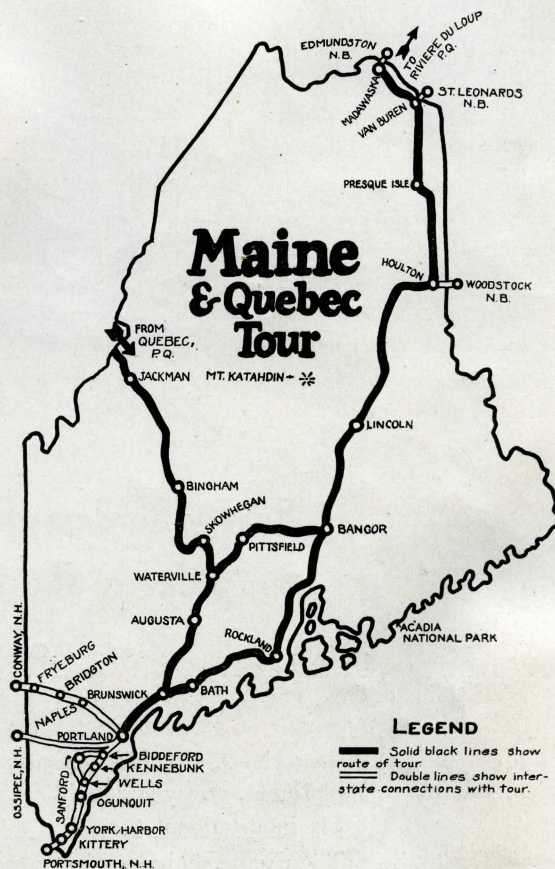 EDMUNDSTON
N.B.
TO
RIVIERE DU LOUP
P.Q.
MADAWASKA
VAN BUREN
ST. LEONARDS
N.B.
PRESQUE ISLE
Maine
& Quebec
Tour
HOULTON
WOODSTOCK
N.B.
FROM
QUEBEC,
P.Q.
JACKMAN
MT. KATAHDIN
LINCOLN
BINGHAM
SKOWHEGAN
BANGOR
PITTSFIELD
WATERVILLE
AUGUSTA
ROCKLAND
ACADIA
NATIONAL PARK
CONWAY, N.H.
FRYEBURG
BRIDGTON
NAPLES
BRUNSWICK
BATH
PORTLAND
OSSIPEE, N.H.
SANFORD
BIDDEFORD
KENNEBUNK
WELLS
OGUNQUIT
YORK HARBOR
KITTERY
PORTSMOUTH, N.H.
LEGEND
Solid black lines show
route of tour
Double lines show inter-
state connections with tour.